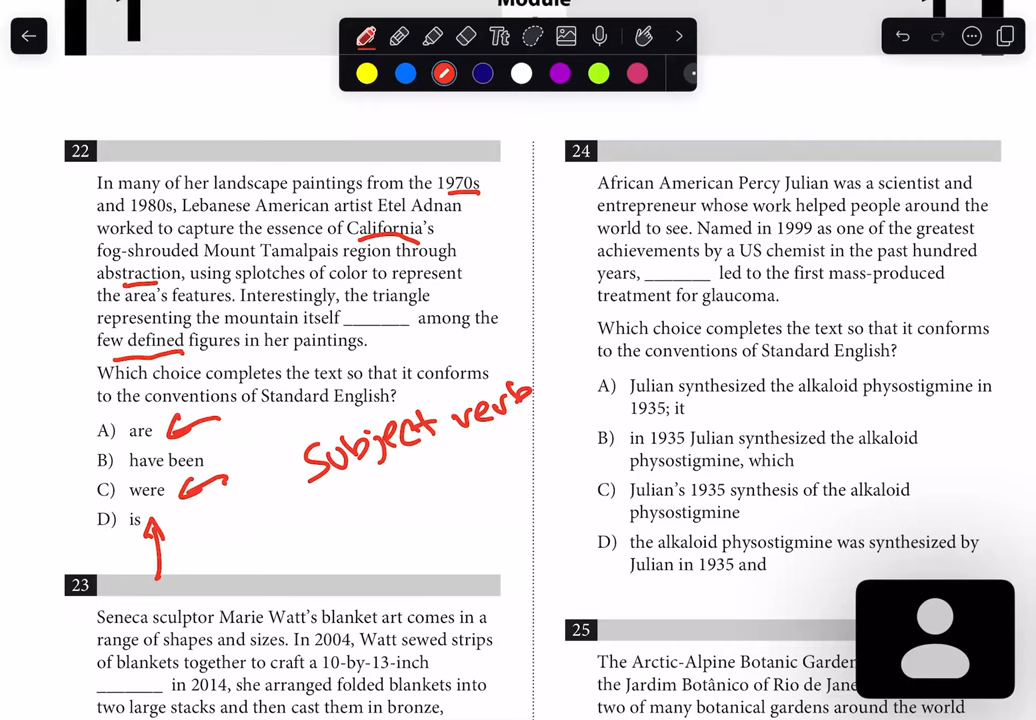 Module
1
Tt
22
In many of her landscape paintings from the 1970s
and 1980s, Lebanese American artist Etel Adnan
worked to capture the essence of California's
fog-shrouded Mount Tamalpais region through
abstraction, using splotches of color to represent
the area's features. Interestingly, the triangle
representing the mountain itself _______ among the
few defined figures in her paintings.
Which choice completes the text so that it conforms
to the conventions of Standard English?
A) are
B) have been
C) were
D) is
Subject verb
23
Seneca sculptor Marie Watt's blanket art comes in a
range of shapes and sizes. In 2004, Watt sewed strips
of blankets together to craft a 10-by-13-inch
_______ in 2014, she arranged folded blankets into
two large stacks and then cast them in bronze,
24
African American Percy Julian was a scientist and
entrepreneur whose work helped people around the
world to see. Named in 1999 as one of the greatest
achievements by a US chemist in the past hundred
years, _______ led to the first mass-produced
treatment for glaucoma.
Which choice completes the text so that it conforms
to the conventions of Standard English?
A) Julian synthesized the alkaloid physostigmine in
1935; it
B) in 1935 Julian synthesized the alkaloid
physostigmine, which
C) Julian's 1935 synthesis of the alkaloid
physostigmine
D) the alkaloid physostigmine was synthesized by
Julian in 1935 and
25
The Arctic-Alpine Botanic Garden
the Jardim Botânico of Rio de
two of many botanical gardens around the world